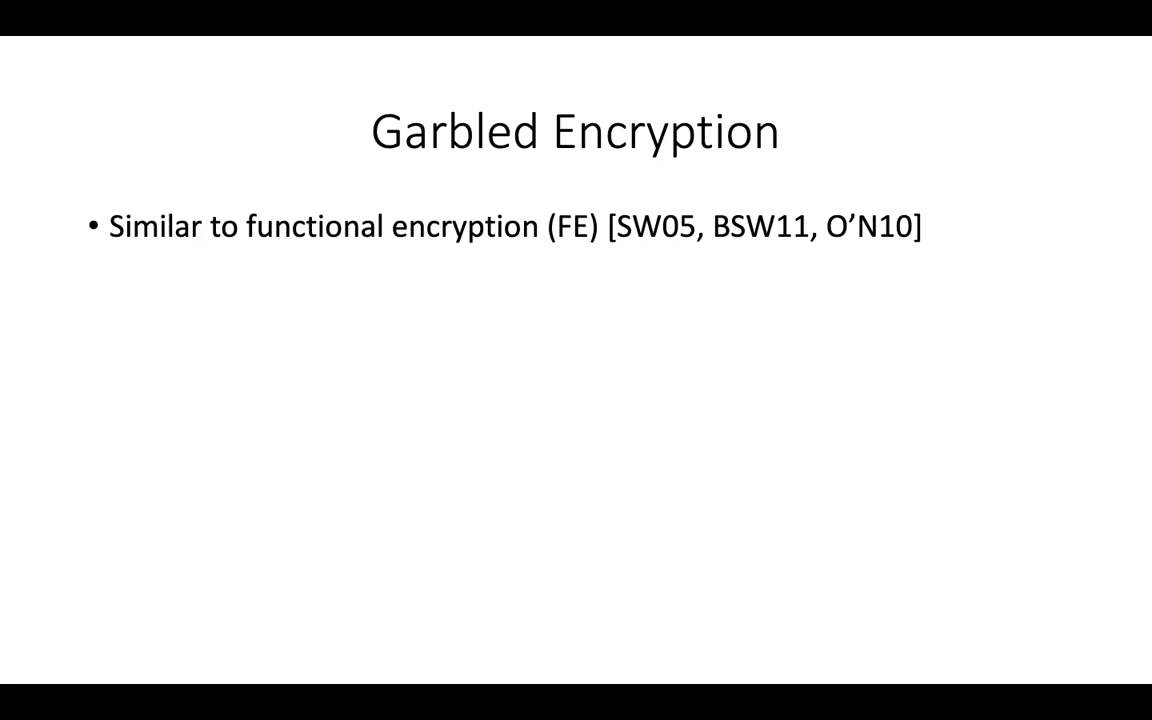 Garbled Encryption
• Similar to functional encryption (FE) [SW05, BSW11, O’N10]